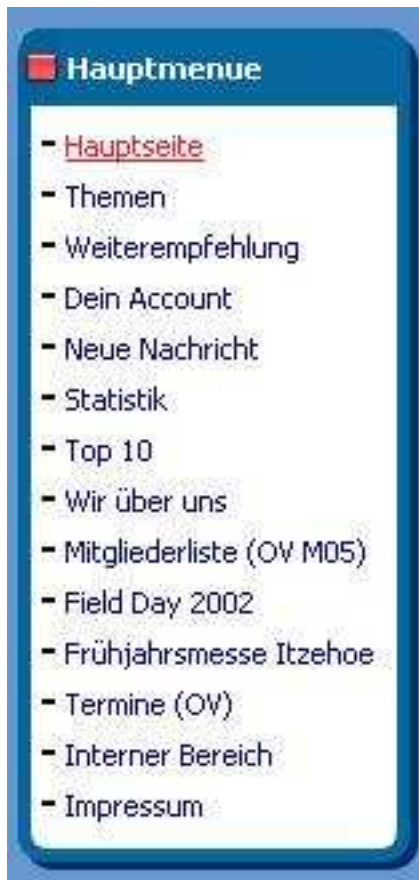 Hauptmenue
- Hauptseite
- Themen
- Weiterempfehlung
- Dein Account
- Neue Nachricht
- Statistik
- Top 10
- Wir über uns
- Mitgliederliste (OV M05)
- Field Day 2002
- Frühjahrsmesse Itzehoe
- Termine (OV)
- Interner Bereich
- Impressum